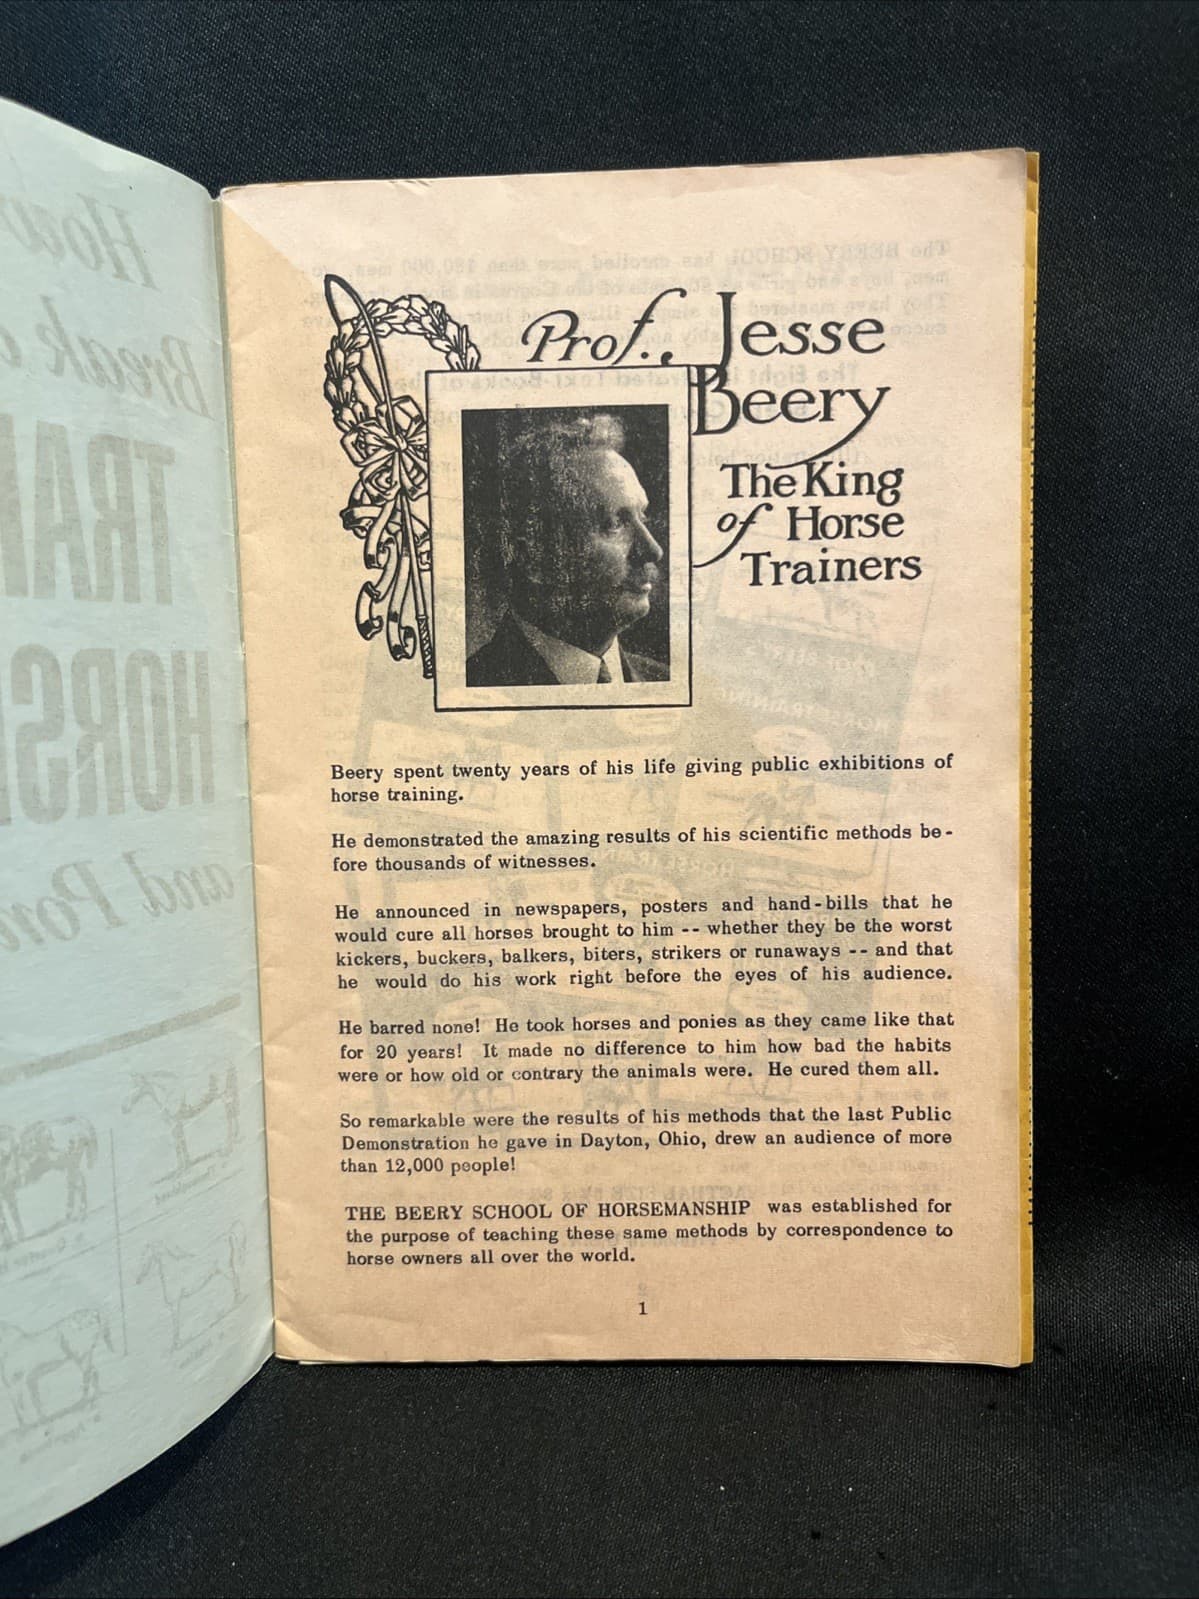 Prof. Jesse
Beery
The King
of Horse
Trainers
Beery spent twenty years of his life giving public exhibitions of
horse training.
He demonstrated the amazing results of his scientific methods be-
fore thousands of witnesses.
He announced in newspapers, posters and hand-bills that he
would cure all horses brought to him -- whether they be the worst
kickers, buckers, balkers, biters, strikers or runaways -- and that
he would do his work right before the eyes of his audience.
He barred none! He took horses and ponies as they came like that
for 20 years! It made no difference to him how bad the habits
were or how old or contrary the animals were. He cured them all.
So remarkable were the results of his methods that the last Public
Demonstration he gave in Dayton, Ohio, drew an audience of more
than 12,000 people!
THE BEERY SCHOOL OF HORSEMANSHIP was established for
the purpose of teaching these same methods by correspondence to
horse owners all over the world.
1